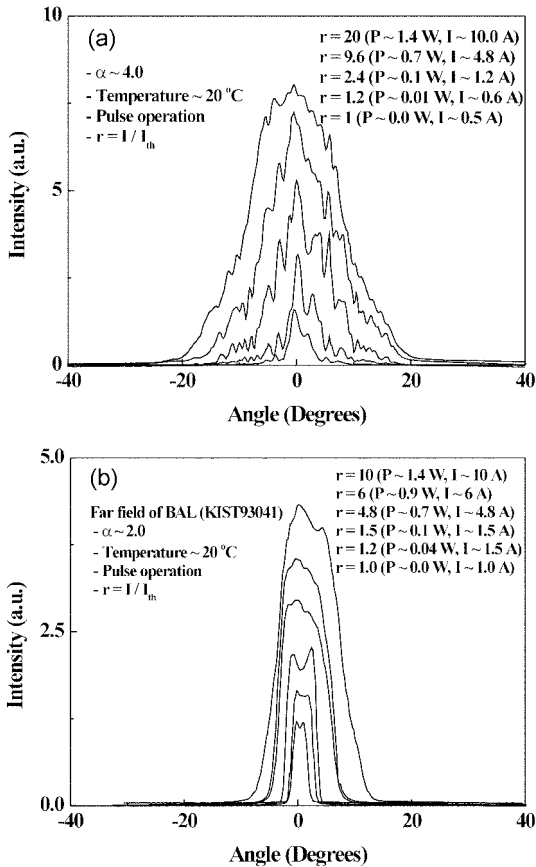 (a)
- α ~ 4.0
- Temperature ~ 20 °C
- Pulse operation
- r = I / I_th
r = 20 (P ~ 1.4 W, I ~ 10.0 A)
r = 9.6 (P ~ 0.7 W, I ~ 4.8 A)
r = 2.4 (P ~ 0.1 W, I ~ 1.2 A)
r = 1.2 (P ~ 0.01 W, I ~ 0.6 A)
r = 1 (P ~ 0.0 W, I ~ 0.5 A)
Intensity (a.u.)
10
5
0
-40
-20
0
20
40
Angle (Degrees)
(b)
Far field of BAL (KIST93041)
- α ~ 2.0
- Temperature ~ 20 °C
- Pulse operation
- r = I / I_th
r = 10 (P ~ 1.4 W, I ~ 10 A)
r = 6 (P ~ 0.9 W, I ~ 6 A)
r = 4.8 (P ~ 0.7 W, I ~ 4.8 A)
r = 1.5 (P ~ 0.1 W, I ~ 1.5 A)
r = 1.2 (P ~ 0.04 W, I ~ 1.5 A)
r = 1.0 (P ~ 0.0 W, I ~ 1.0 A)
Intensity (a.u.)
5.0
2.5
0.0
-40
-20
0
20
40
Angle (Degrees)